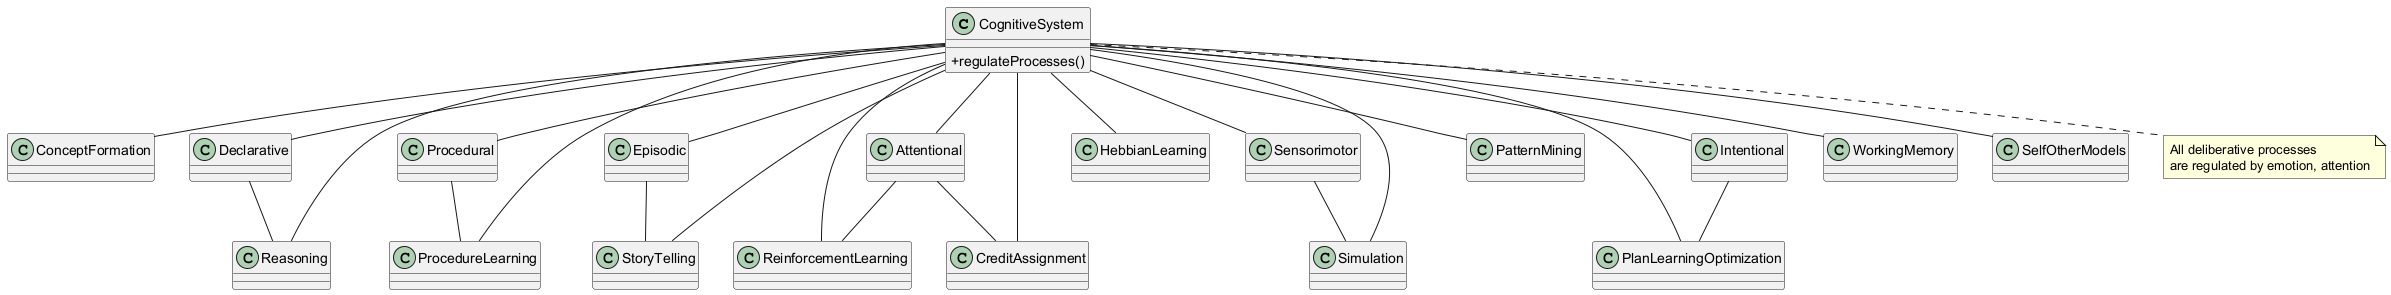 C CognitiveSystem
+regulateProcesses()
C ConceptFormation
C Declarative
C Procedural
C Episodic
C Attentional
C HebbianLearning
C Sensorimotor
C PatternMining
C Intentional
C WorkingMemory
C SelfOtherModels
All deliberative processes
are regulated by emotion, attention
C Reasoning
C ProcedureLearning
C StoryTelling
C ReinforcementLearning
C CreditAssignment
C Simulation
C PlanLearningOptimization